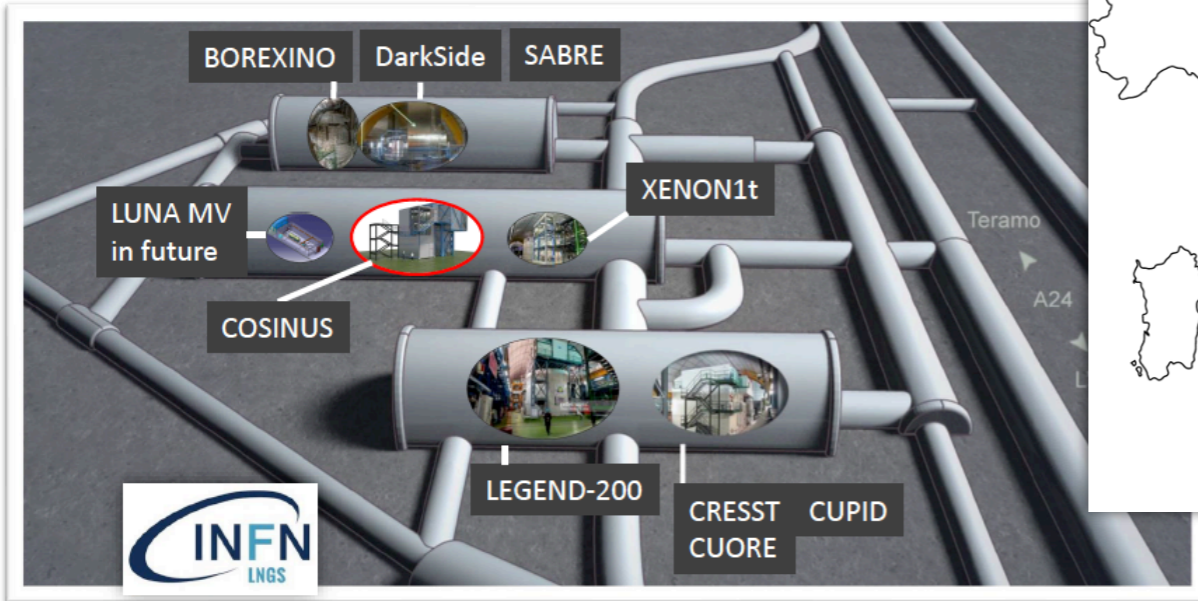 BOREXINO
DarkSide
SABRE
XENON1t
LUNA MV
in future
Teramo
A24
COSINUS
LEGEND-200
CRESST CUPID
CUORE
INFN
LNGS